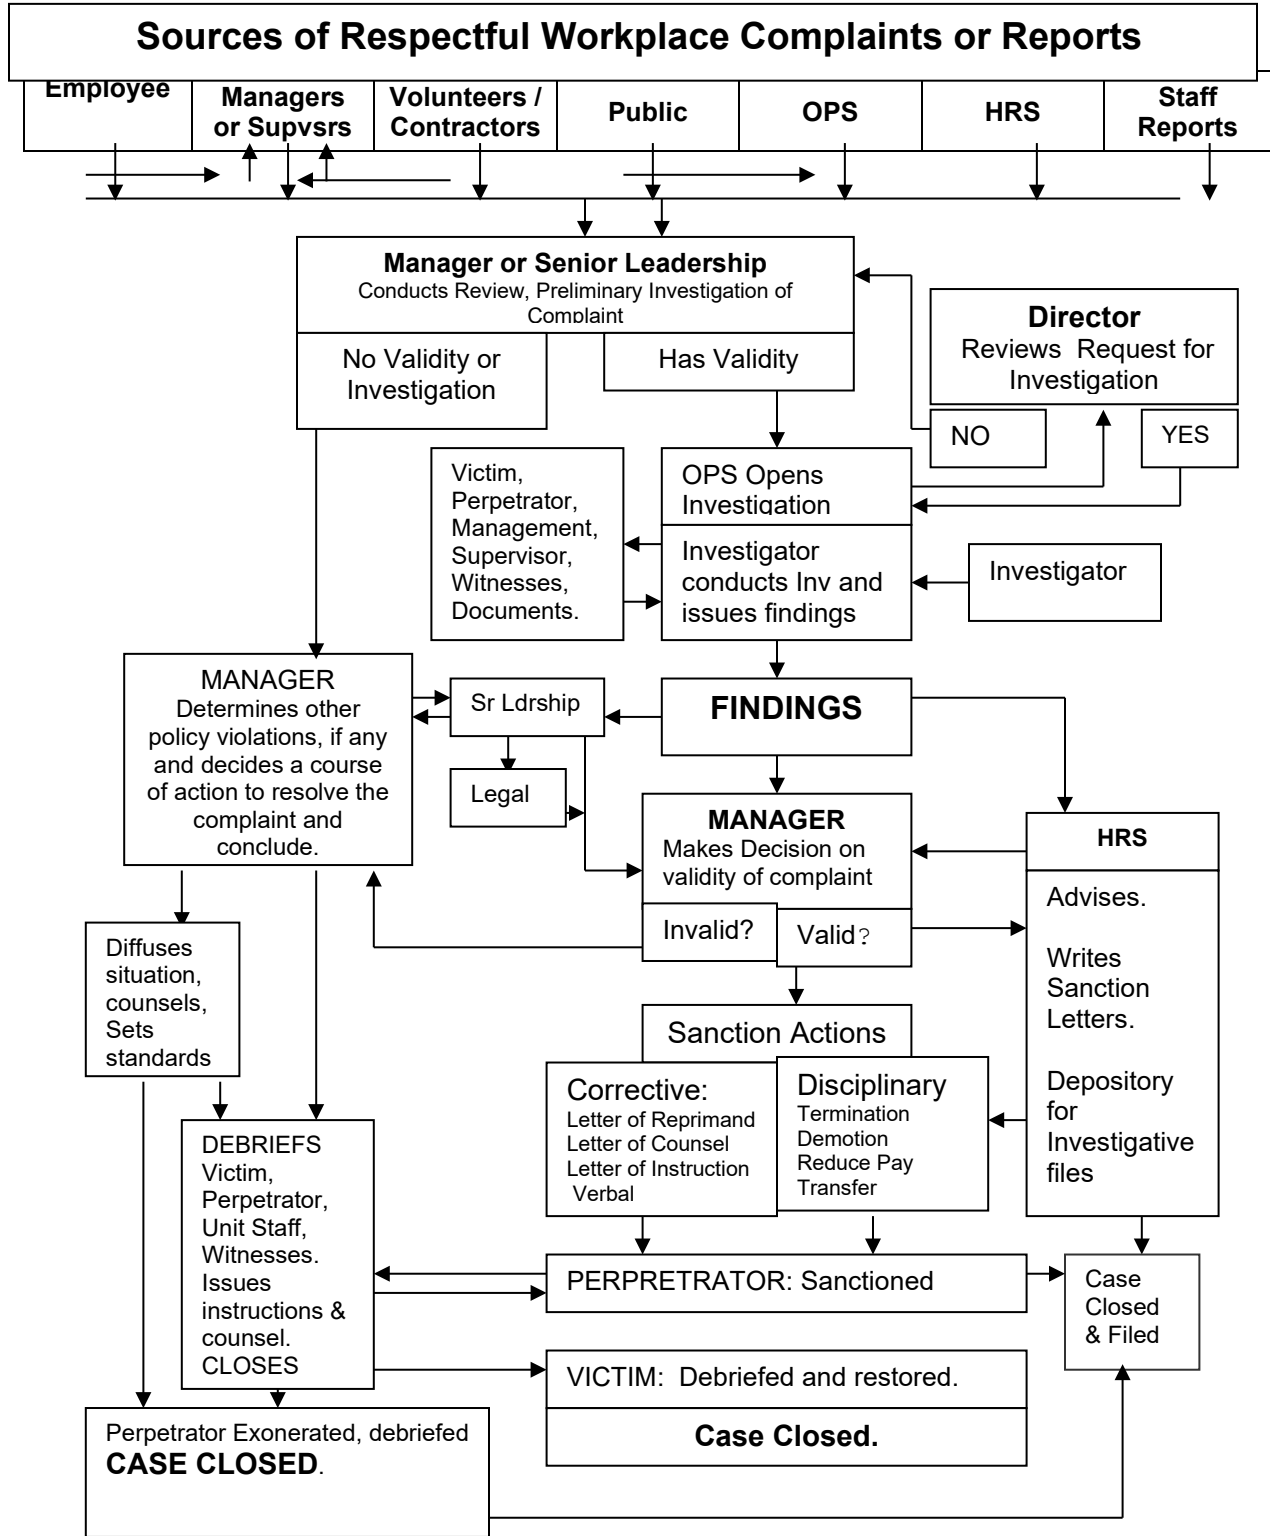 Sources of Respectful Workplace Complaints or Reports
Employee
Managers
or Supvsrs
Volunteers /
Contractors
Public
OPS
HRS
Staff
Reports
Manager or Senior Leadership
Conducts Review, Preliminary Investigation of
Complaint
No Validity or
Investigation
Has Validity
Director
Reviews Request for
Investigation
NO
YES
Victim,
Perpetrator,
Management,
Supervisor,
Witnesses,
Documents.
OPS Opens
Investigation
Investigator
conducts Inv and
issues findings
Investigator
MANAGER
Determines other
policy violations, if any
and decides a course
of action to resolve the
complaint and
conclude.
Sr Ldrship
Legal
FINDINGS
MANAGER
Makes Decision on
validity of complaint
Invalid?
Valid?
HRS
Advises.
Writes
Sanction
Letters.
Depository
for
Investigative
files
Diffuses
situation,
counsels,
Sets
standards
Sanction Actions
Corrective:
Letter of Reprimand
Letter of Counsel
Letter of Instruction
Verbal
Disciplinary
Termination
Demotion
Reduce Pay
Transfer
DEBRIEFS
Victim,
Perpetrator,
Unit Staff,
Witnesses.
Issues
instructions &
counsel.
CLOSES
PERPRETRATOR: Sanctioned
Case
Closed
& Filed
VICTIM: Debriefed and restored.
Case Closed.
Perpetrator Exonerated, debriefed
CASE CLOSED.